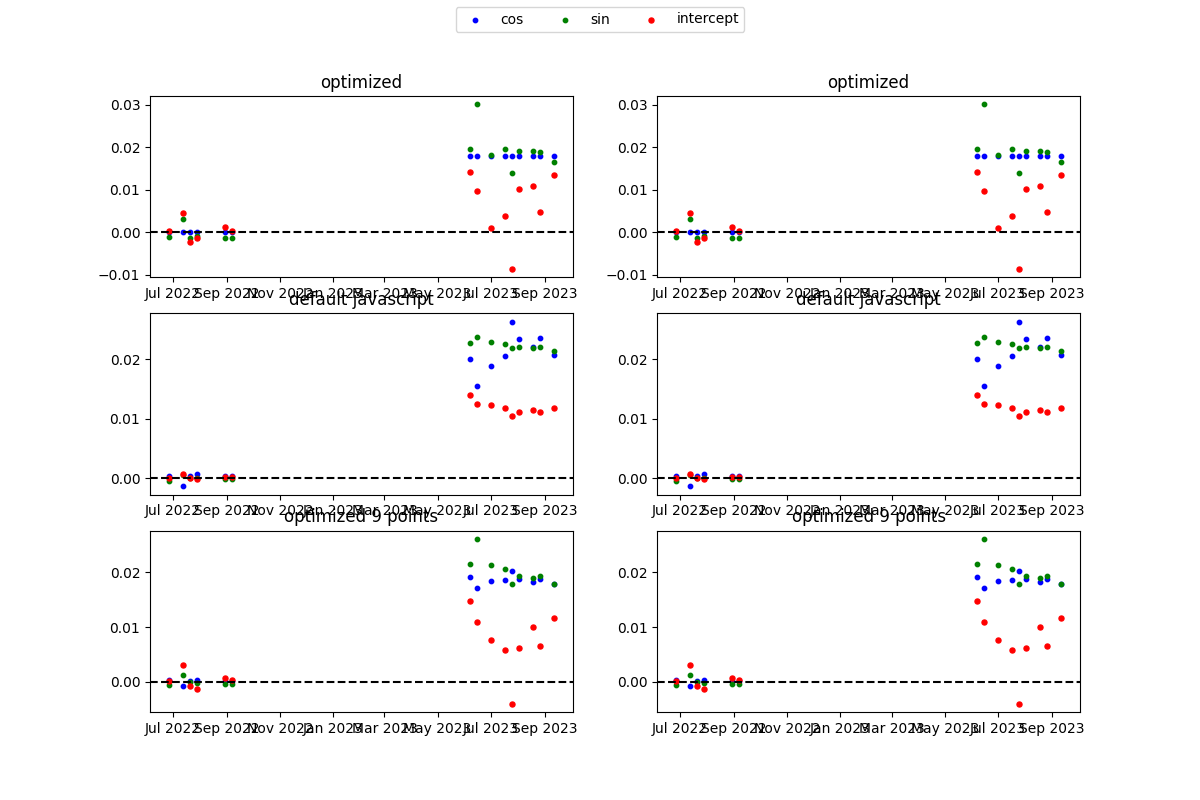 cos sin intercept
optimized optimized
0.03 0.03
0.02 0.02
0.01 0.01
0.00 0.00
−0.01 −0.01
Jul 2022 Sep 2022 Nov 2022 Jan 2023 Mar 2023 May 2023 Jul 2023 Sep 2023 Jul 2022 Sep 2022 Nov 2022 Jan 2023 Mar 2023 May 2023 Jul 2023 Sep 2023
default javascript default javascript
0.02 0.02
0.01 0.01
0.00 0.00
Jul 2022 Sep 2022 Nov 2022 Jan 2023 Mar 2023 May 2023 Jul 2023 Sep 2023 Jul 2022 Sep 2022 Nov 2022 Jan 2023 Mar 2023 May 2023 Jul 2023 Sep 2023
optimized 9 points optimized 9 points
0.02 0.02
0.01 0.01
0.00 0.00
Jul 2022 Sep 2022 Nov 2022 Jan 2023 Mar 2023 May 2023 Jul 2023 Sep 2023 Jul 2022 Sep 2022 Nov 2022 Jan 2023 Mar 2023 May 2023 Jul 2023 Sep 2023